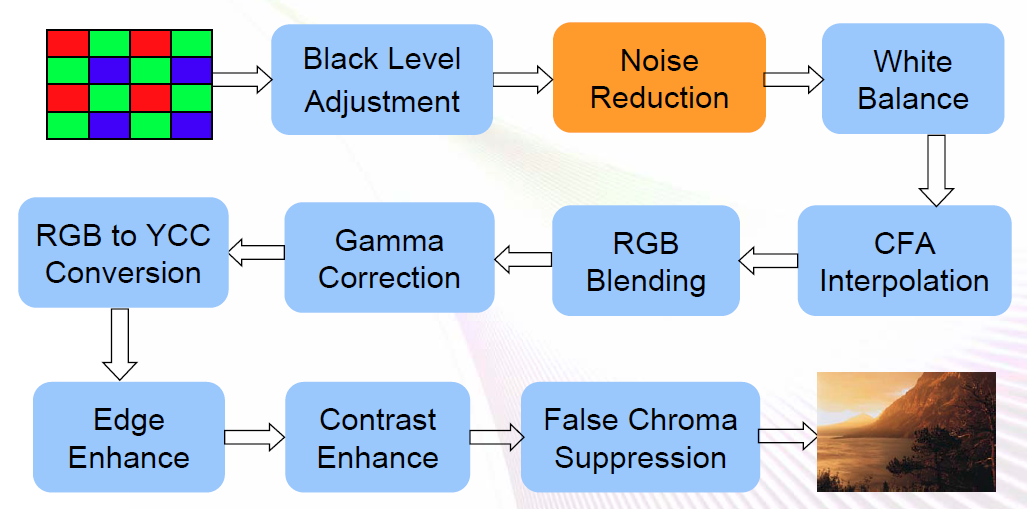 Black Level
Adjustment
Noise
Reduction
White
Balance
CFA
Interpolation
RGB
Blending
Gamma
Correction
RGB to YCC
Conversion
Edge
Enhance
Contrast
Enhance
False Chroma
Suppression